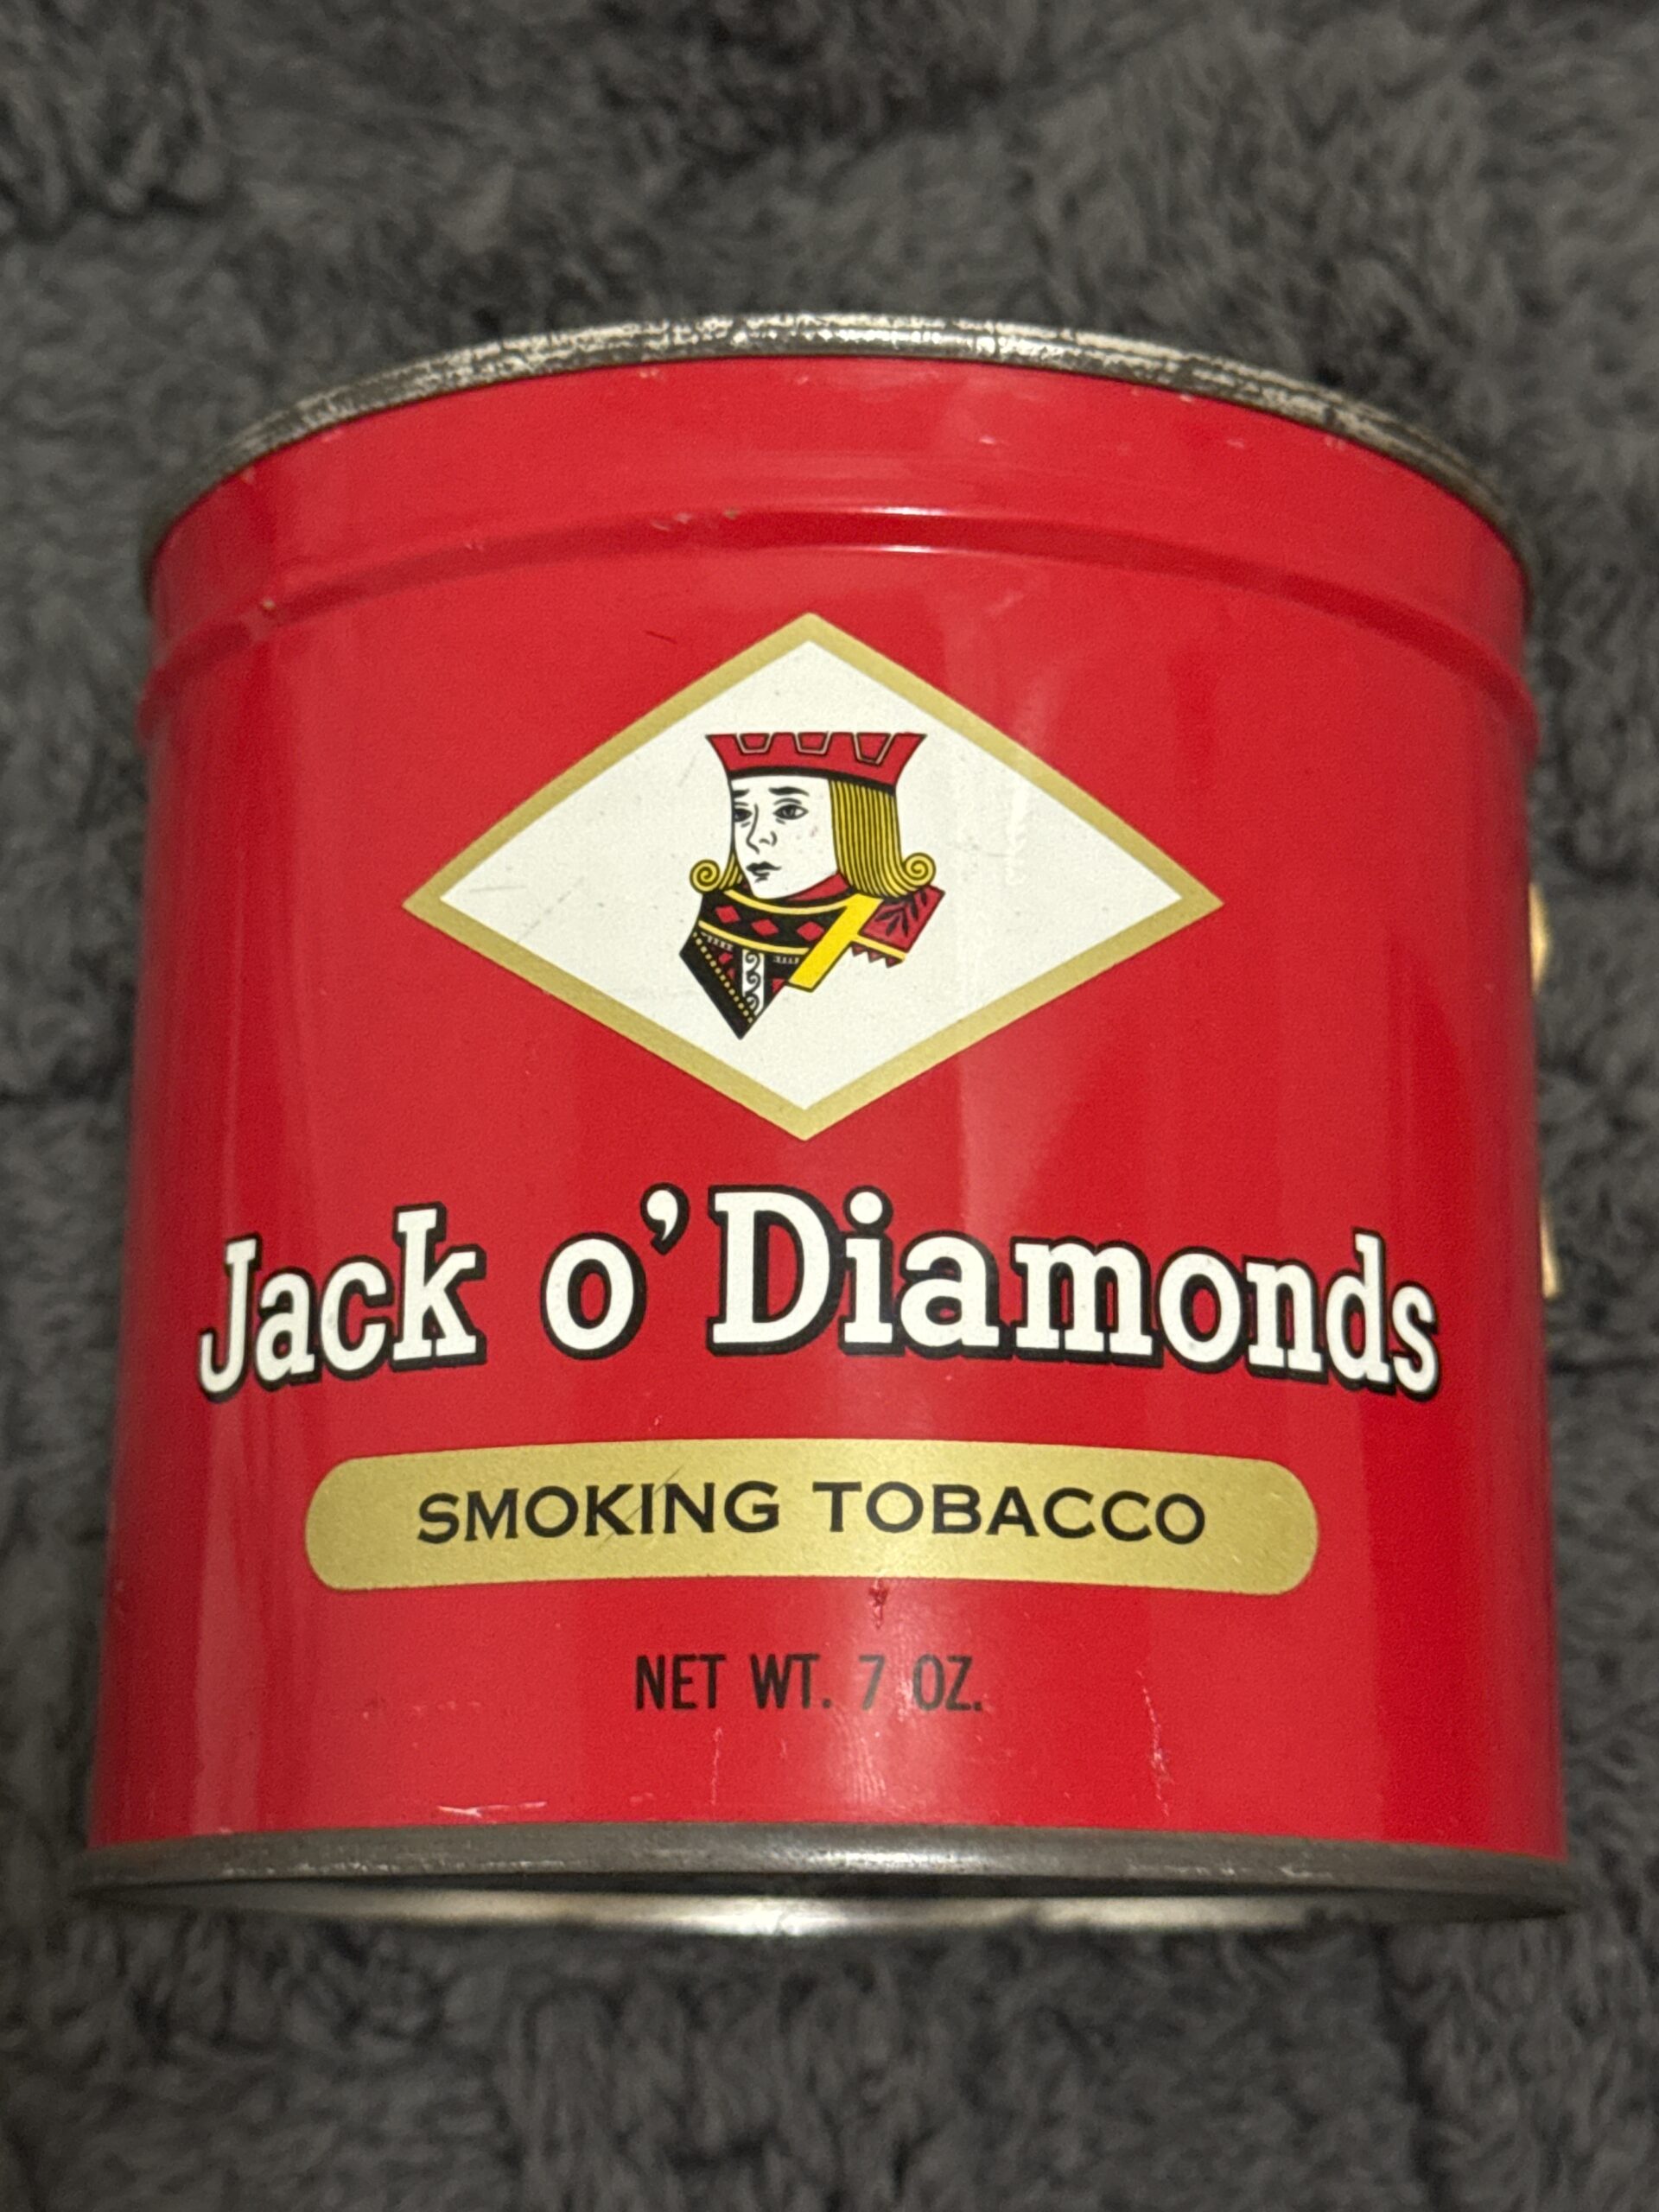 Jack o' Diamonds
SMOKING TOBACCO
NET WT. 7 OZ.